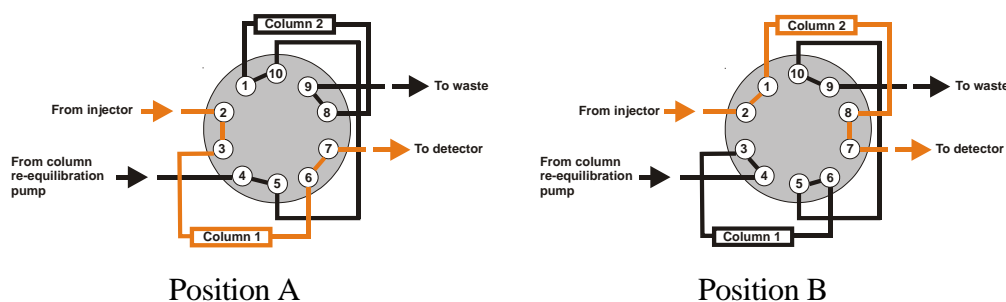 Column 2
1
10
9
2
8
3
7
4
5
6
From injector
To waste
To detector
From column
re-equilibration
pump
Column 1
Position A
Column 2
1
10
9
2
8
3
7
4
5
6
From injector
To waste
To detector
From column
re-equilibration
pump
Column 1
Position B